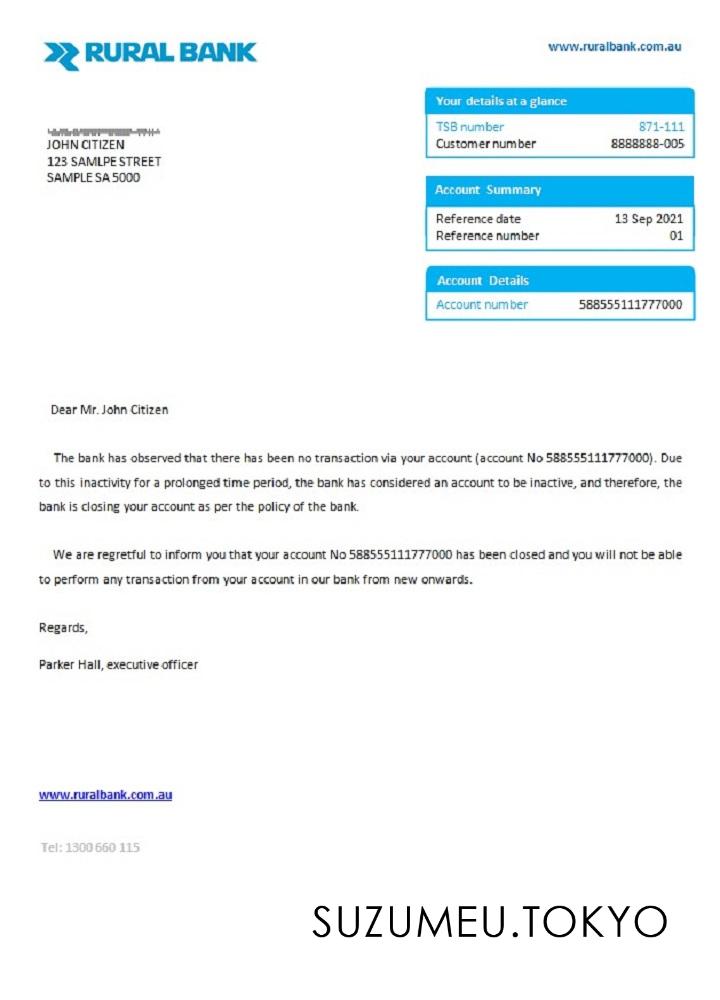 RURAL BANK
www.ruralbank.com.au
JOHN CITIZEN
123 SAMLPE STREET
SAMPLE SA 5000
Your details at a glance
TSB number 871-111
Customer number 8888888-005
Account Summary
Reference date 13 Sep 2021
Reference number 01
Account Details
Account number 588555111777000
Dear Mr. John Citizen
The bank has observed that there has been no transaction via your account (account No 588555111777000). Due
to this inactivity for a prolonged time period, the bank has considered an account to be inactive, and therefore, the
bank is closing your account as per the policy of the bank.
We are regretful to inform you that your account No 588555111777000 has been closed and you will not be able
to perform any transaction from your account in our bank from new onwards.
Regards,
Parker Hall, executive officer
www.ruralbank.com.au
Tel: 1300 660 115
SUZUMEU.TOKYO